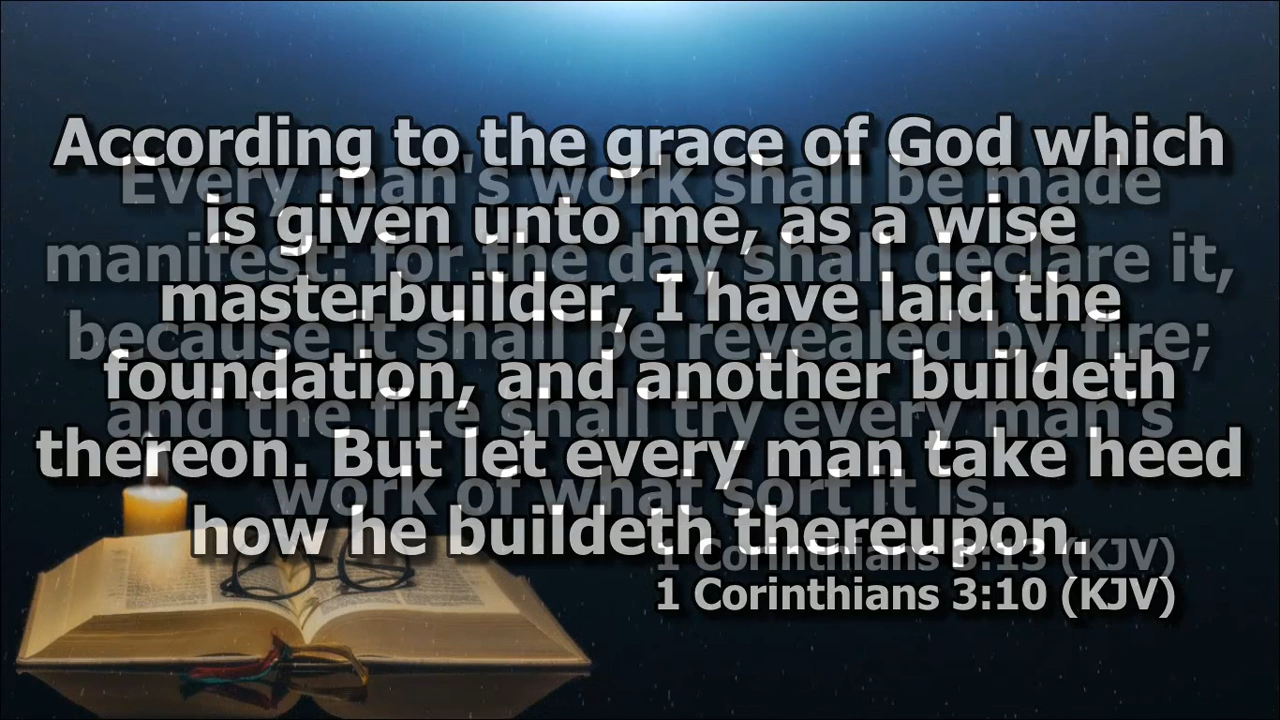 According to the grace of God which
is given unto me, as a wise
masterbuilder, I have laid the
foundation, and another buildeth
thereon. But let every man take heed
how he buildeth thereupon.
1 Corinthians 3:10 (KJV)
Every man's work shall be made
manifest: for the day shall declare it,
because it shall be revealed by fire;
and the fire shall try every man's
work of what sort it is.
1 Corinthians 3:13 (KJV)